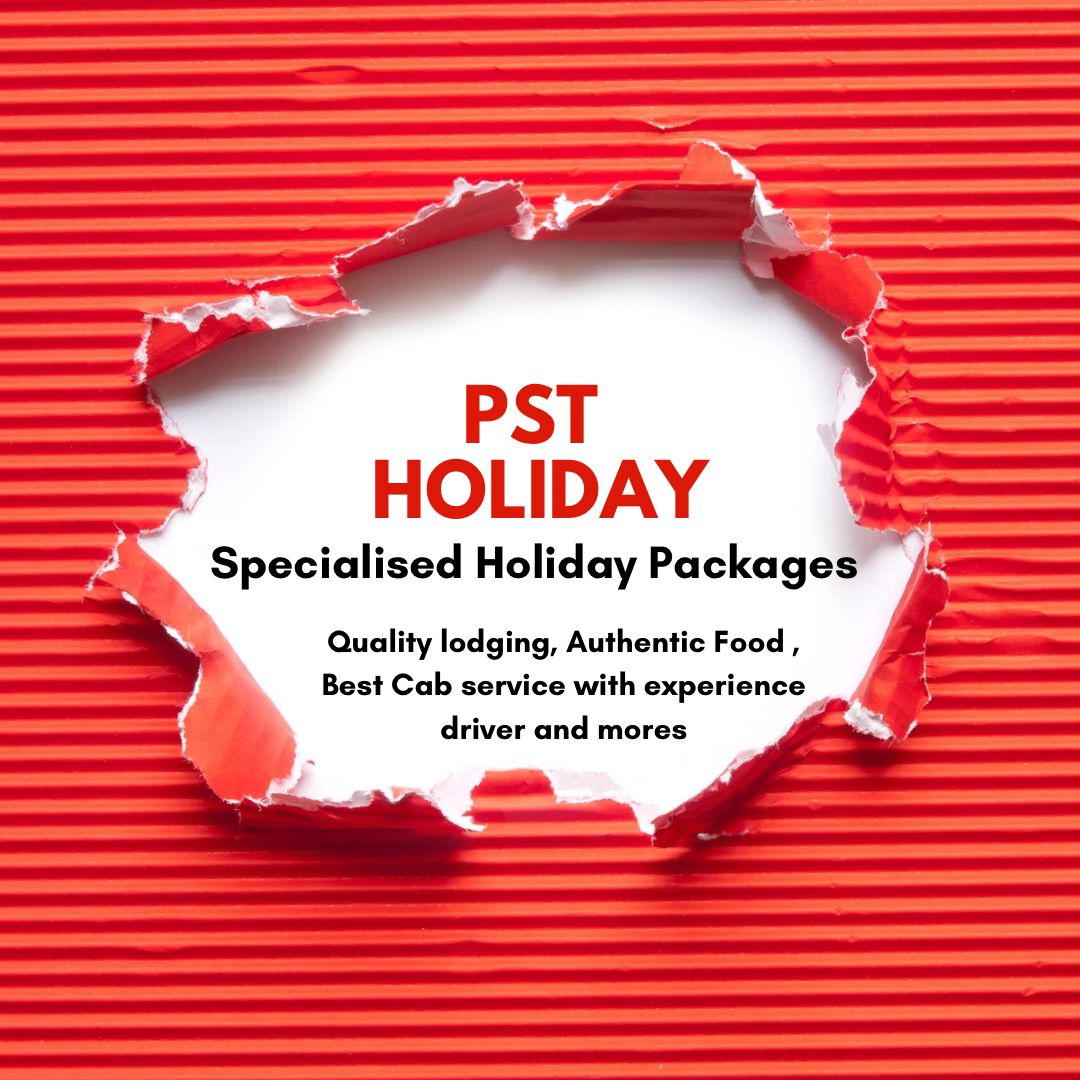 PST
HOLIDAY
Specialised Holiday Packages
Quality lodging, Authentic Food ,
Best Cab service with experience
driver and mores